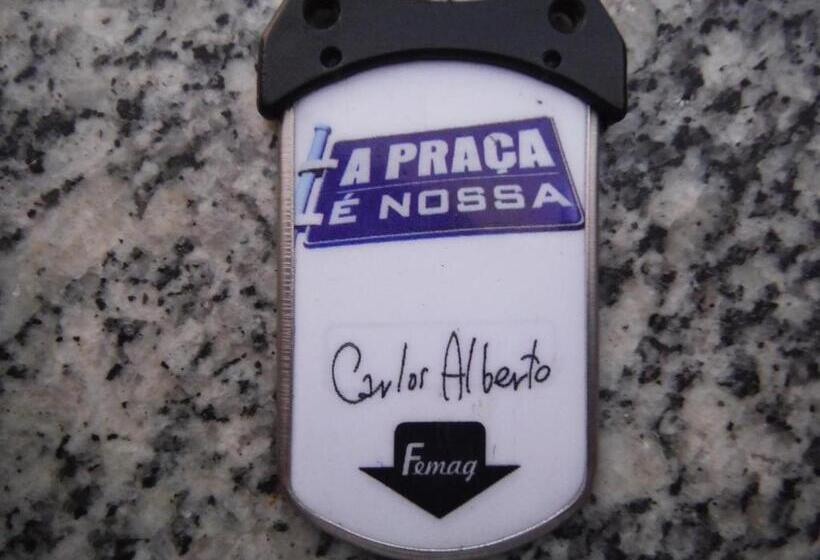 A PRAÇA
É NOSSA
Carlos Alberto
Femag